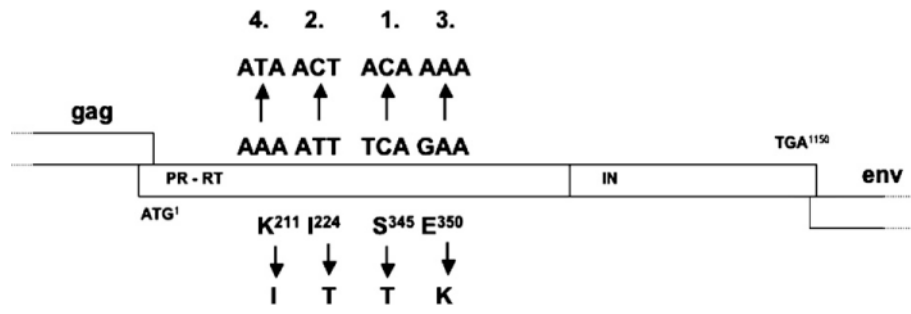 4. 2. 1. 3.
ATA ACT ACA AAA
gag
AAA ATT TCA GAA
TGA¹¹⁵⁰
PR - RT IN env
ATG¹
K²¹¹ I²²⁴ S³⁴⁵ E³⁵⁰
I T T K